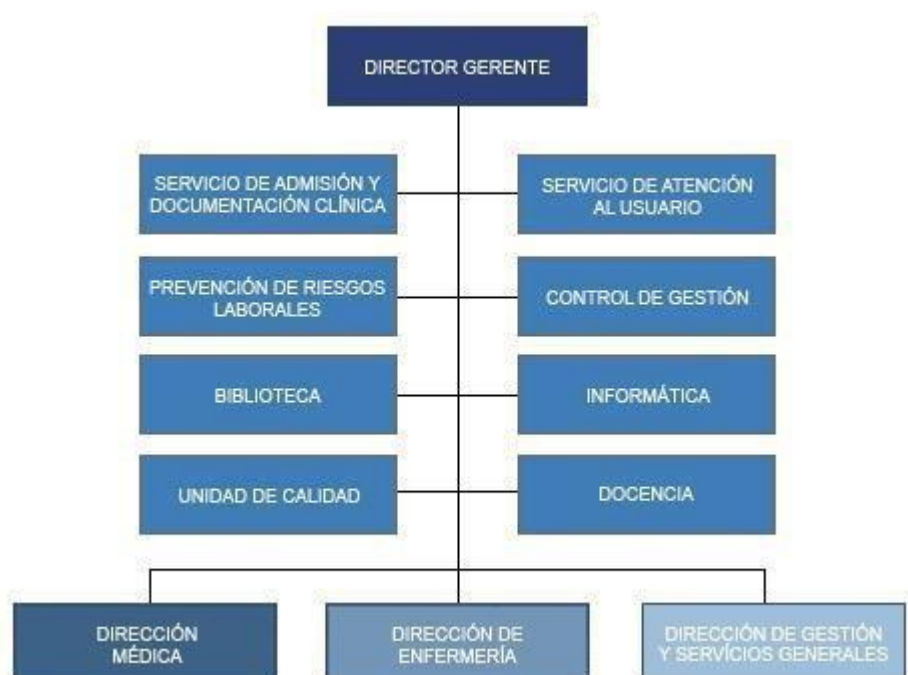 DIRECTOR GERENTE
SERVICIO DE ADMISIÓN Y
DOCUMENTACIÓN CLÍNICA
SERVICIO DE ATENCIÓN
AL USUARIO
PREVENCIÓN DE RIESGOS
LABORALES
CONTROL DE GESTIÓN
BIBLIOTECA
INFORMÁTICA
UNIDAD DE CALIDAD
DOCENCIA
DIRECCIÓN
MÉDICA
DIRECCIÓN DE
ENFERMERÍA
DIRECCIÓN DE GESTIÓN
Y SERVÍCIOS GENERALES